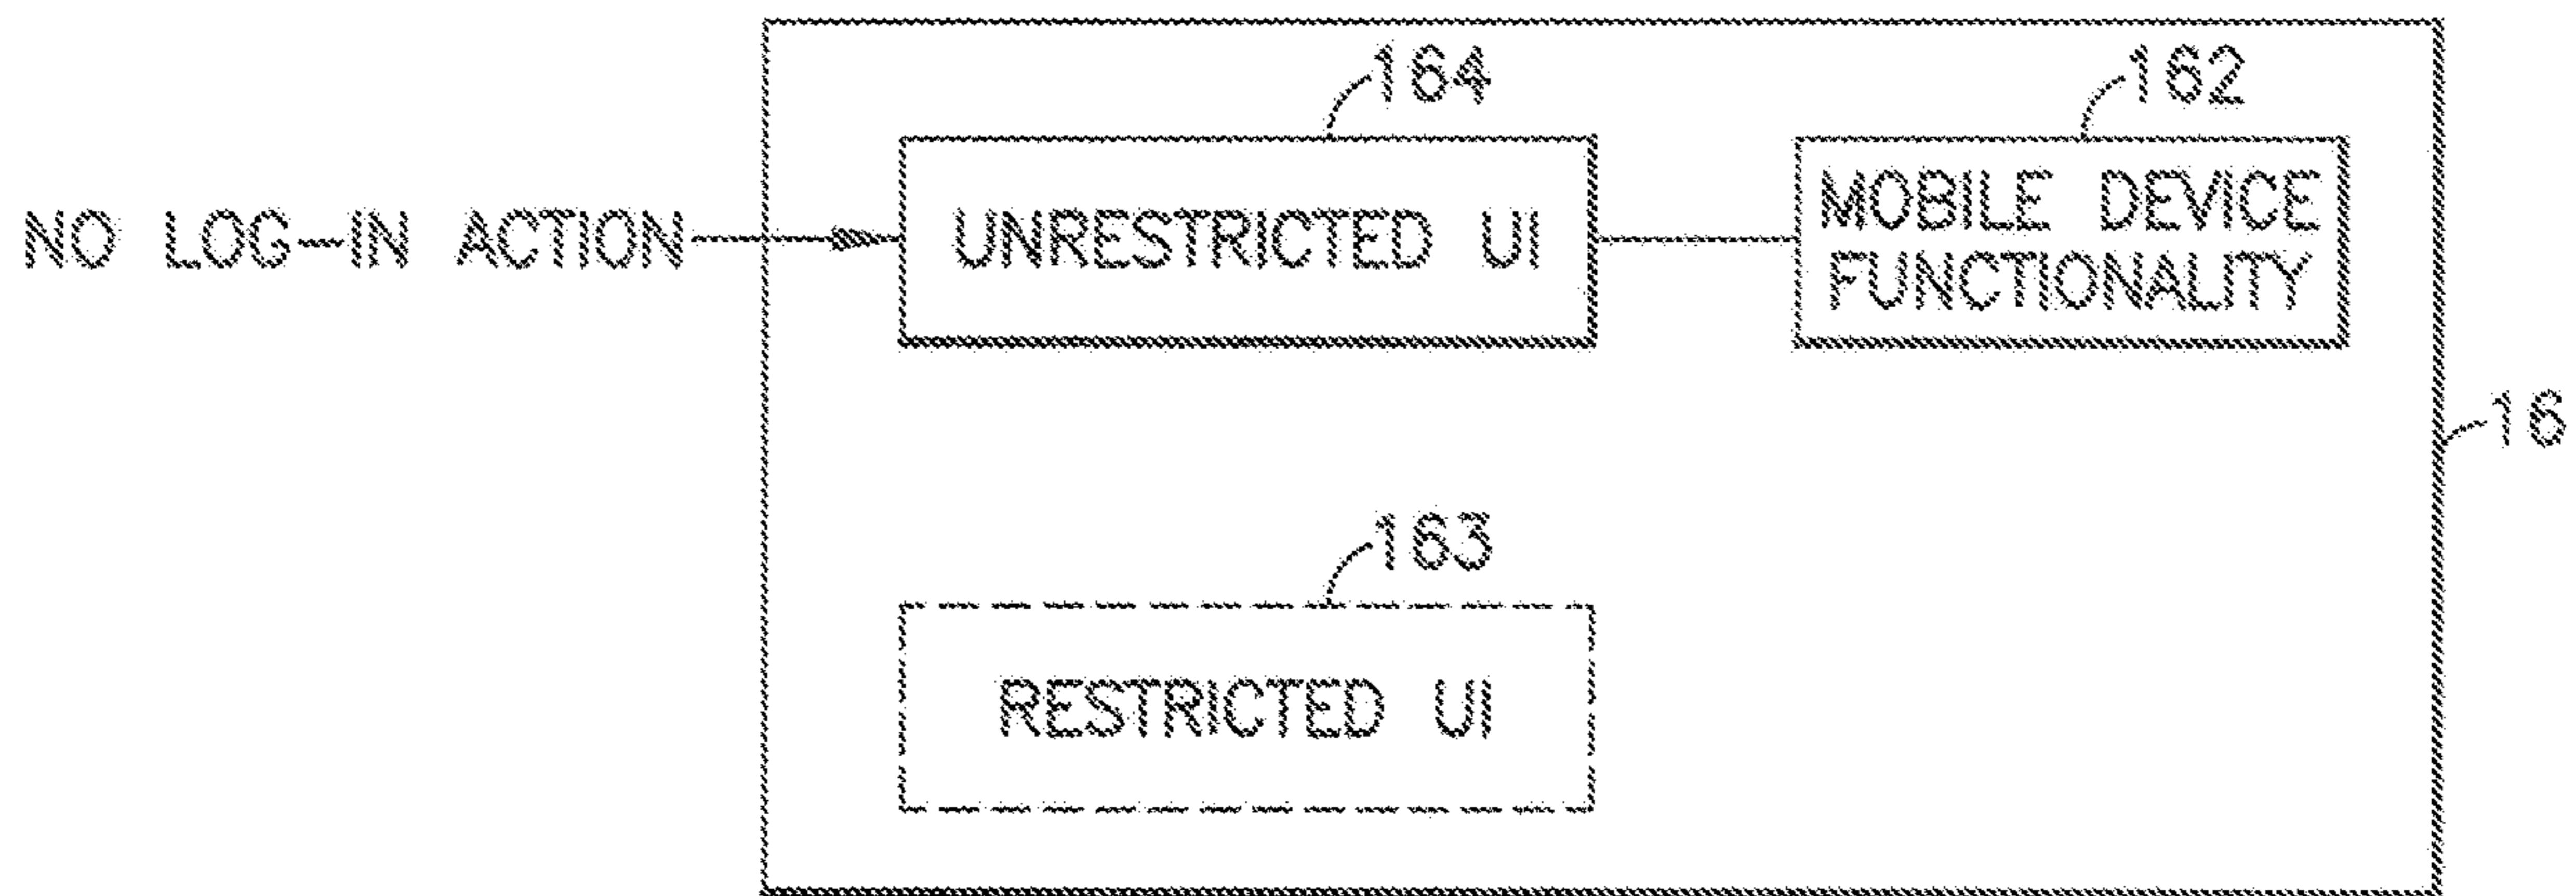 164
162
NO LOG-IN ACTION
UNRESTRICTED UI
MOBILE DEVICE
FUNCTIONALITY
16
163
RESTRICTED UI